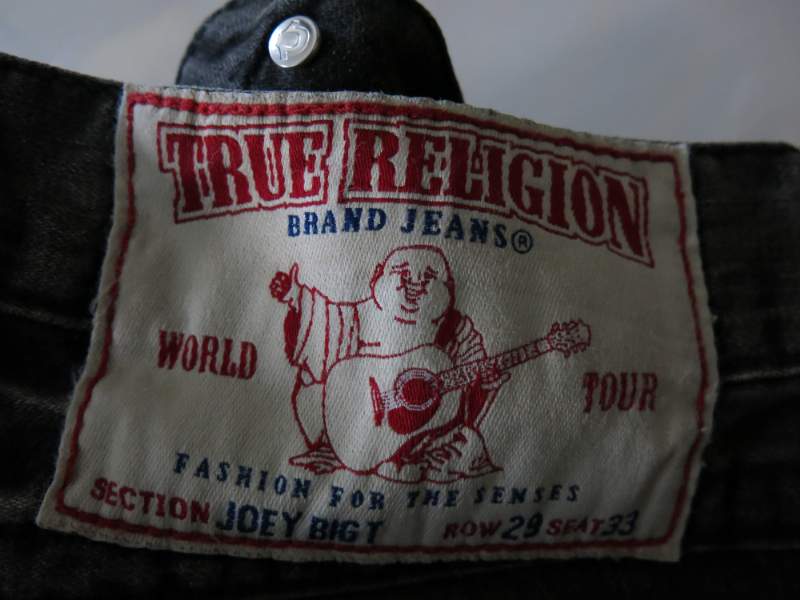 TRUE RELIGION
BRAND JEANS®
WORLD TOUR
FASHION FOR THE SENSES
SECTION JOEY BIG T ROW 29 SEAT 33